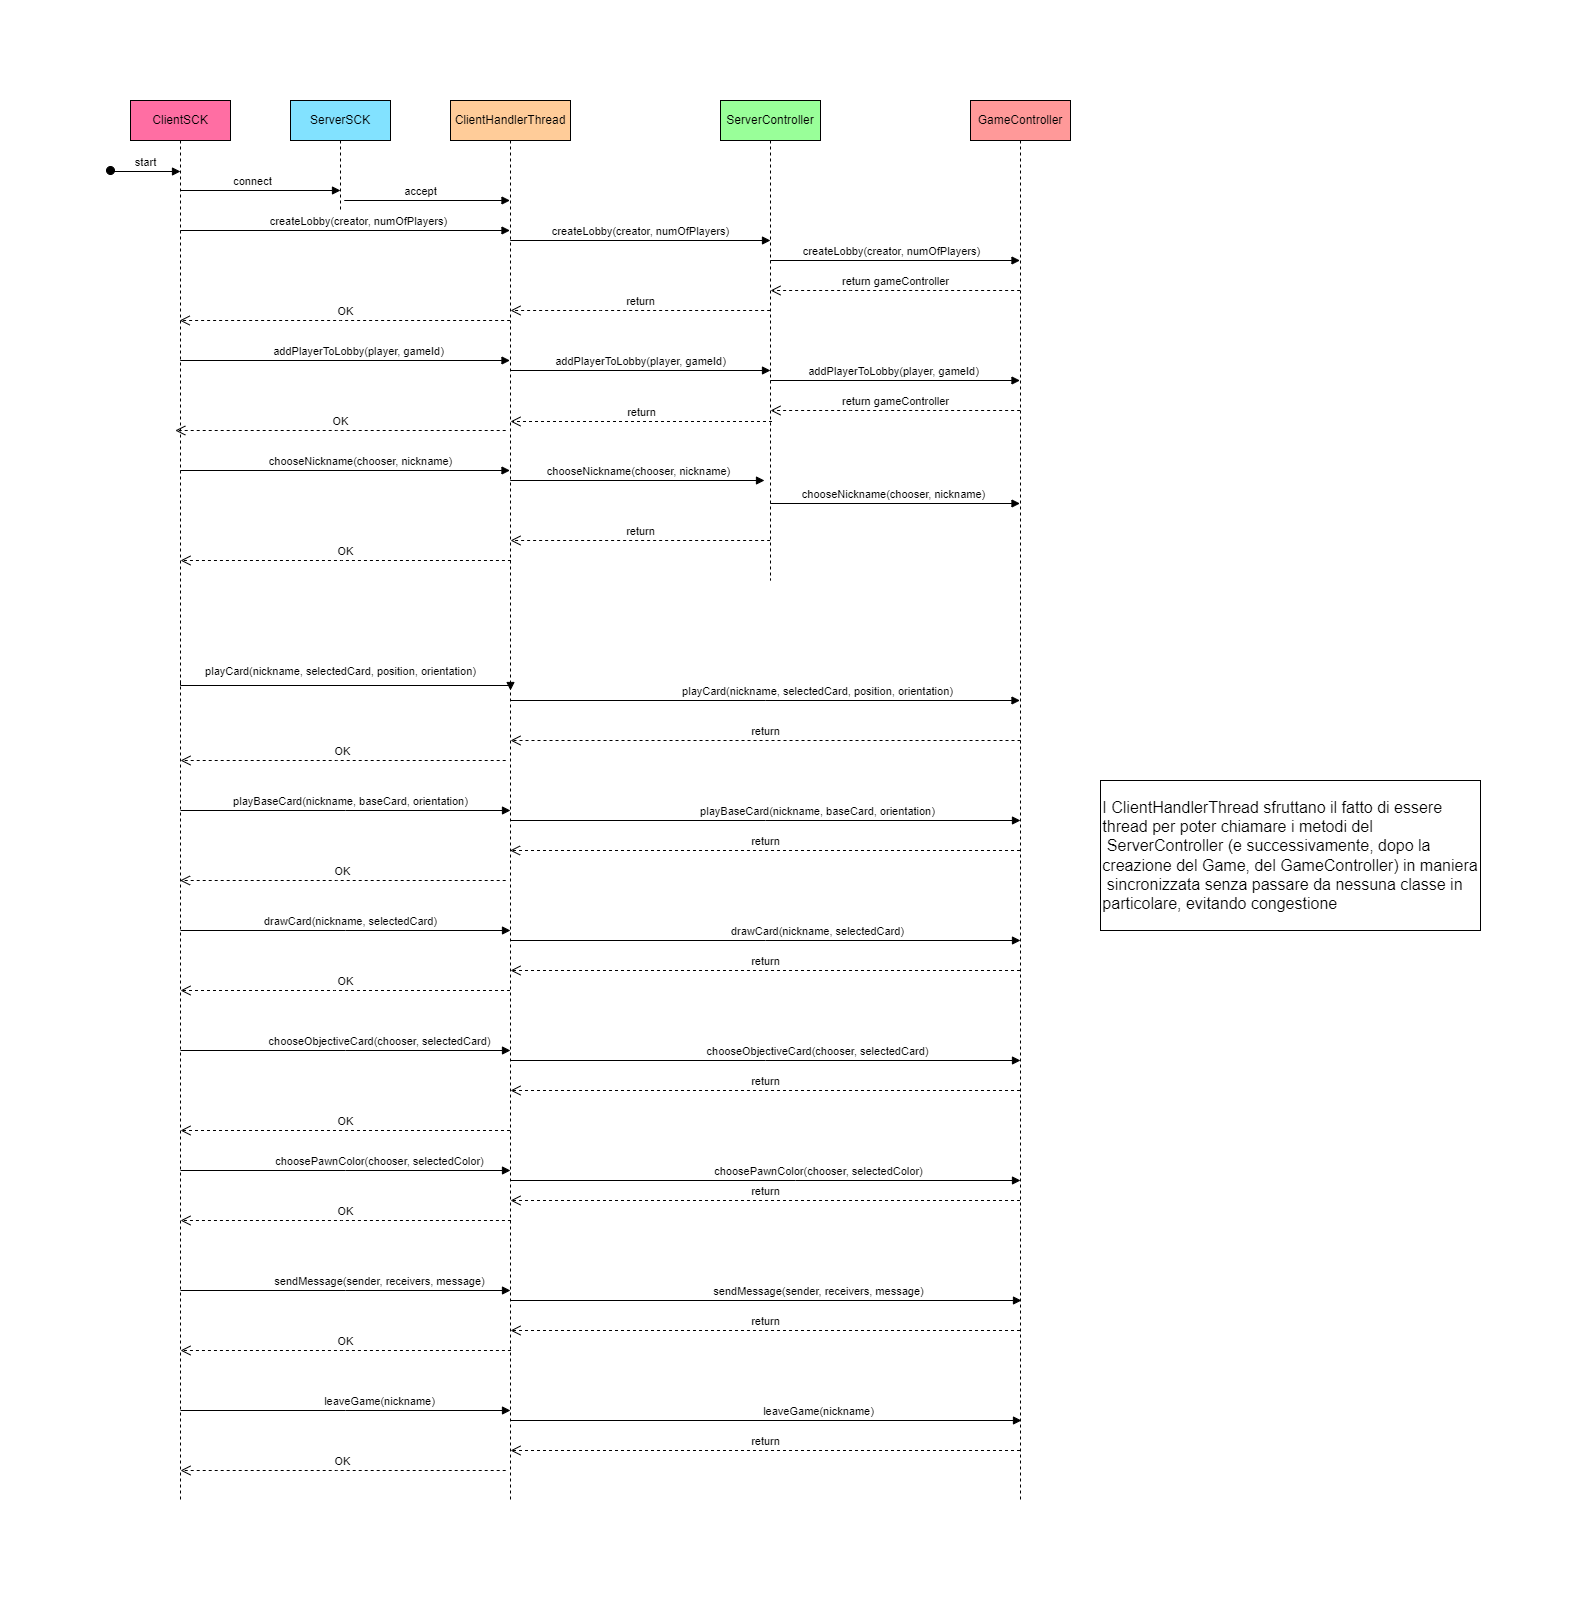 ClientSCK
ServerSCK
ClientHandlerThread
ServerController
GameController
start
connect
accept
createLobby(creator, numOfPlayers)
createLobby(creator, numOfPlayers)
createLobby(creator, numOfPlayers)
return gameController
return
OK
addPlayerToLobby(player, gameId)
addPlayerToLobby(player, gameId)
addPlayerToLobby(player, gameId)
return gameController
return
OK
chooseNickname(chooser, nickname)
chooseNickname(chooser, nickname)
chooseNickname(chooser, nickname)
return
OK
playCard(nickname, selectedCard, position, orientation)
playCard(nickname, selectedCard, position, orientation)
return
OK
playBaseCard(nickname, baseCard, orientation)
playBaseCard(nickname, baseCard, orientation)
return
OK
I ClientHandlerThread sfruttano il fatto di essere
thread per poter chiamare i metodi del
ServerController (e successivamente, dopo la
creazione del Game, del GameController) in maniera
sincronizzata senza passare da nessuna classe in
particolare, evitando congestione
drawCard(nickname, selectedCard)
drawCard(nickname, selectedCard)
return
OK
chooseObjectiveCard(chooser, selectedCard)
chooseObjectiveCard(chooser, selectedCard)
return
OK
choosePawnColor(chooser, selectedColor)
choosePawnColor(chooser, selectedColor)
return
OK
sendMessage(sender, receivers, message)
sendMessage(sender, receivers, message)
return
OK
leaveGame(nickname)
leaveGame(nickname)
return
OK